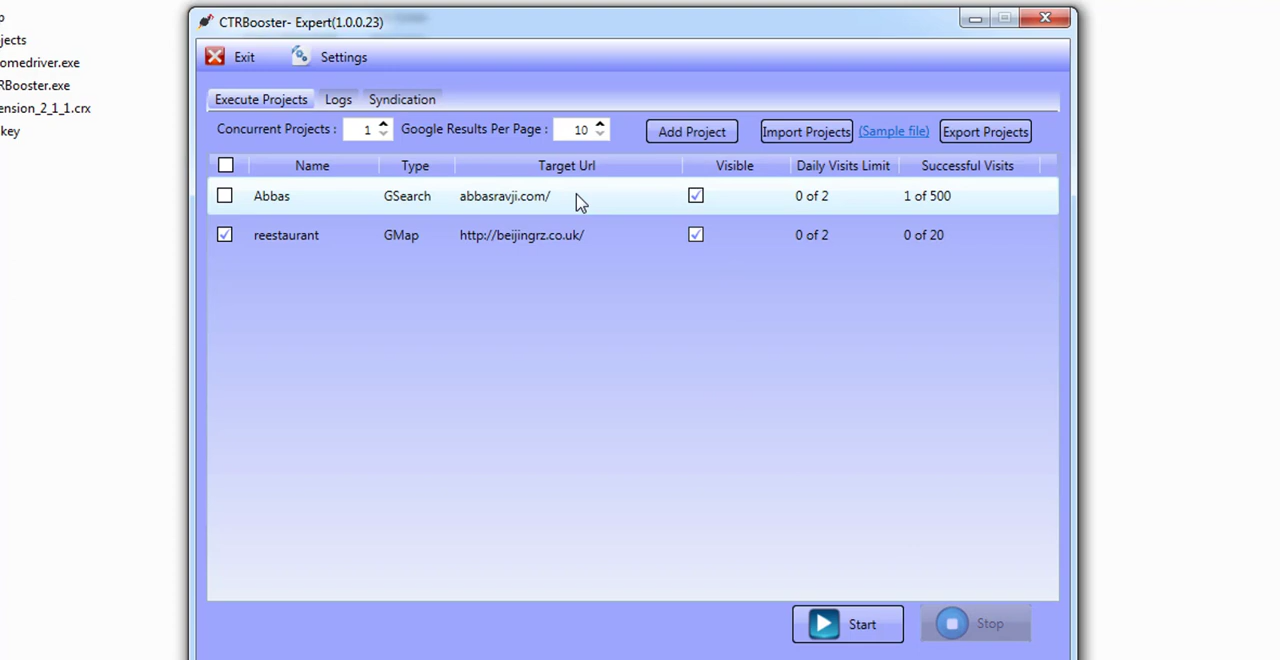 p
CTRBooster- Expert(1.0.0.23)
jects
Exit Settings
omedriver.exe
RBooster.exe
Execute Projects Logs Syndication
ension_2_1_1.crx
Concurrent Projects : 1 Google Results Per Page : 10 Add Project Import Projects (Sample file) Export Projects
key
Name Type Target Url Visible Daily Visits Limit Successful Visits
Abbas GSearch abbasravji.com/ 0 of 2 1 of 500
reestaurant GMap http://beijingrz.co.uk/ 0 of 2 0 of 20
Start Stop